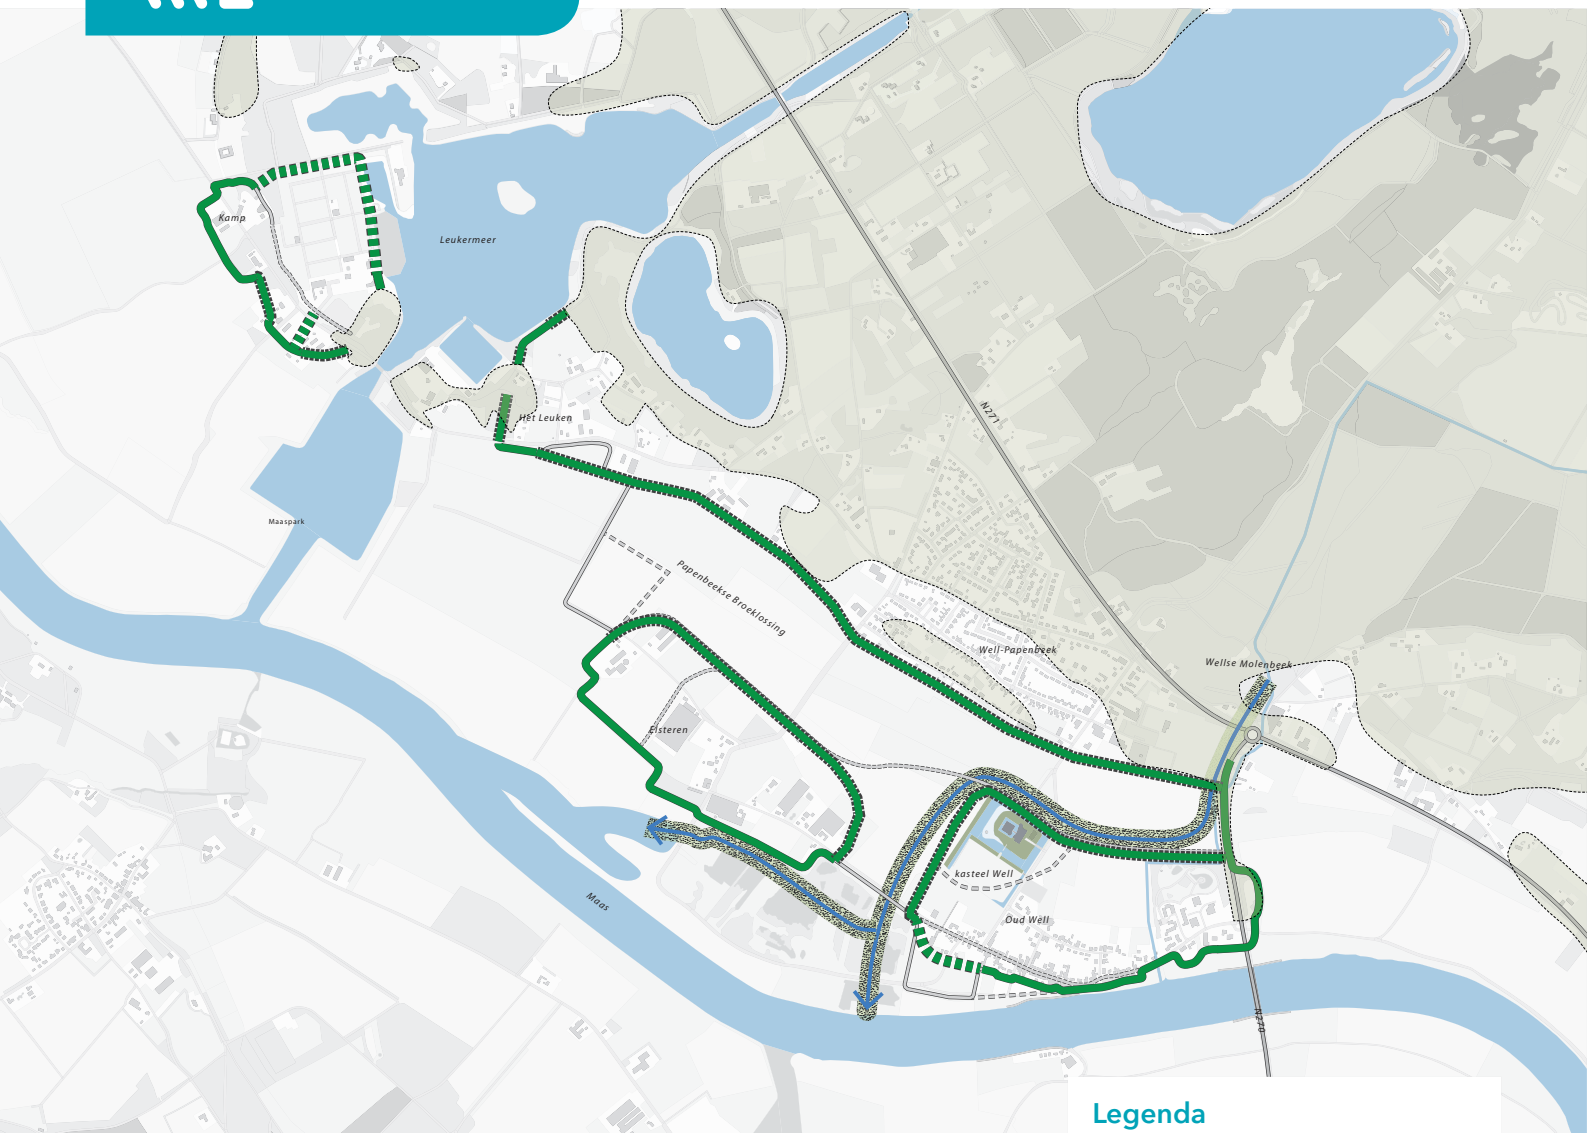 Kamp
Leukermeer
Het Leuken
N271
Maaspark
Papenbeekse Broeklossing
Well-Papenbeek
Wellse Molenbeek
Elsteren
kasteel Well
Maas
Oud Well
N270
Legenda